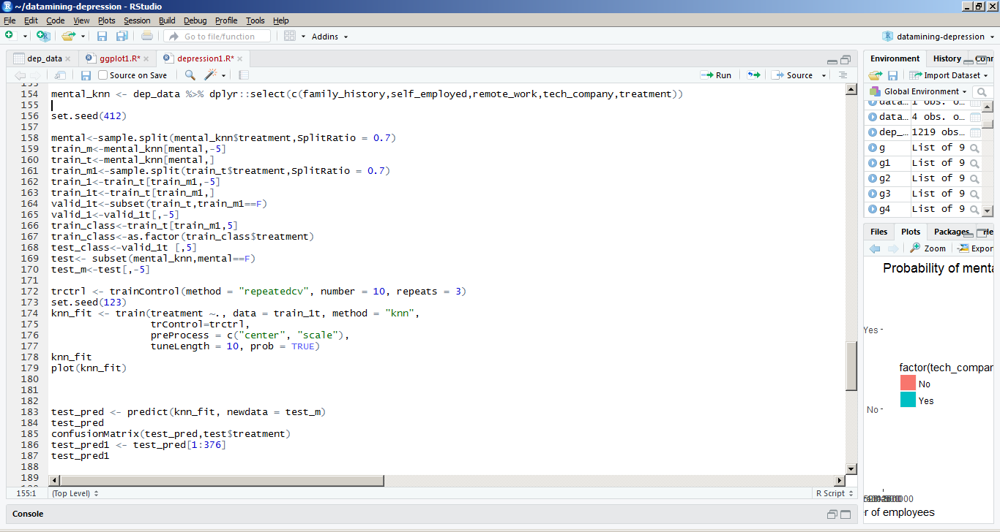 ~/datamining-depression - RStudio
File Edit Code View Plots Session Build Debug Profile Tools Help
Go to file/function Addins datamining-depression
dep_data ggplot1.R* depression1.R*
Source on Save Run Source
154 mental_knn <- dep_data %>% dplyr::select(c(family_history,self_employed,remote_work,tech_company,treatment))
155
156 set.seed(412)
157
158 mental<-sample.split(mental_knn$treatment,SplitRatio = 0.7)
159 train_m<-mental_knn[mental,-5]
160 train_t<-mental_knn[mental,]
161 train_m1<-sample.split(train_t$treatment,SplitRatio = 0.7)
162 train_1<-train_t[train_m1,-5]
163 train_1t<-train_t[train_m1,]
164 valid_1t<-subset(train_t,train_m1==F)
165 valid_1<-valid_1t[,-5]
166 train_class<-train_t[train_m1,5]
167 train_class<-as.factor(train_class$treatment)
168 test_class<-valid_1t [,5]
169 test<- subset(mental_knn,mental==F)
170 test_m<-test[,-5]
171
172 trctrl <- trainControl(method = "repeatedcv", number = 10, repeats = 3)
173 set.seed(123)
174 knn_fit <- train(treatment ~., data = train_1t, method = "knn",
175 trControl=trctrl,
176 preProcess = c("center", "scale"),
177 tuneLength = 10, prob = TRUE)
178 knn_fit
179 plot(knn_fit)
180
181
182
183 test_pred <- predict(knn_fit, newdata = test_m)
184 test_pred
185 confusionMatrix(test_pred,test$treatment)
186 test_pred1 <- test_pred[1:376]
187 test_pred1
188
189
155:1 (Top Level) R Script
Console
Environment History Conn
Import Dataset
Global Environment
data… 1 obs. o…
data… 4 obs. o…
dep_… 1219 obs…
g List of 9
g1 List of 9
g2 List of 9
g3 List of 9
g4 List of 9
Files Plots Packages
Zoom Expor
Probability of menta
Yes
No
factor(tech_compar
No
Yes
r of employees